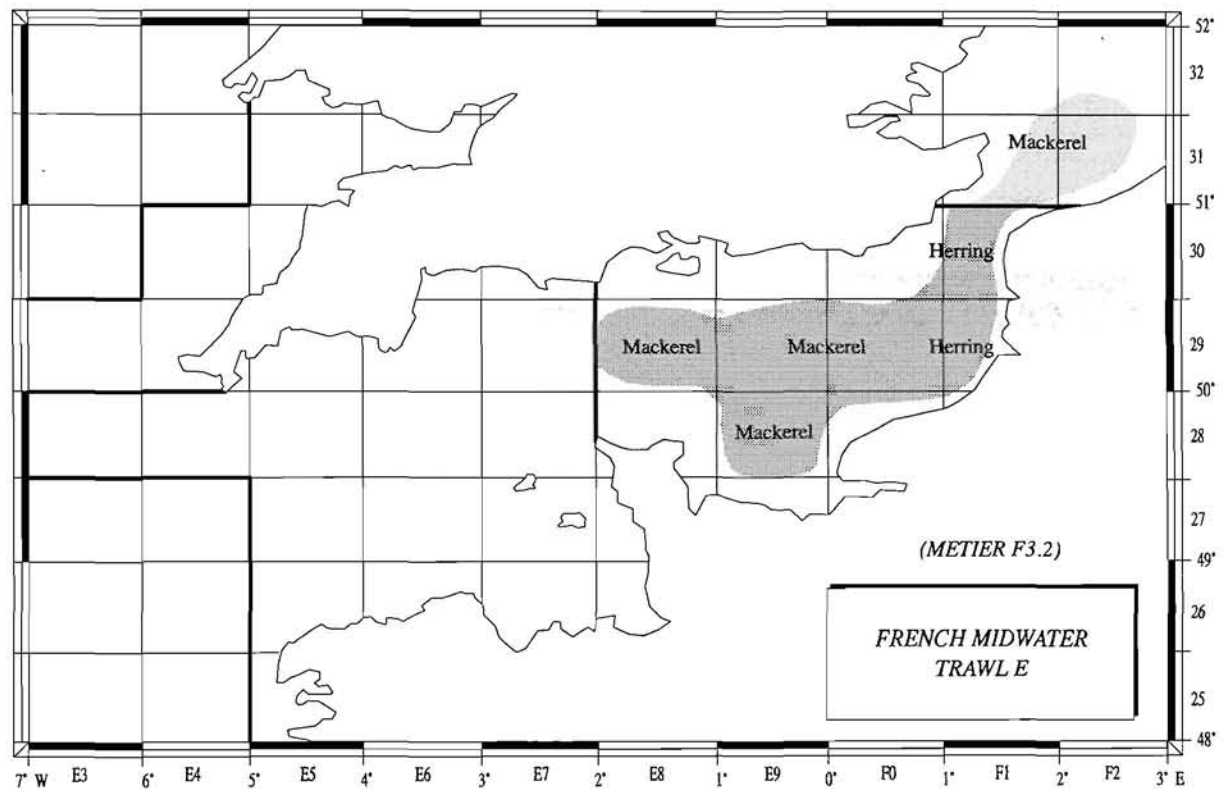 52°
32
Mackerel
31
51°
Herring
30
Mackerel Mackerel Herring
29
50°
Mackerel
28
27
(METIER F3.2)
49°
26
FRENCH MIDWATER
TRAWL E
25
48°
7° W E3 6° E4 5° E5 4° E6 3° E7 2° E8 1° E9 0° F0 1° F1 2° F2 3° E